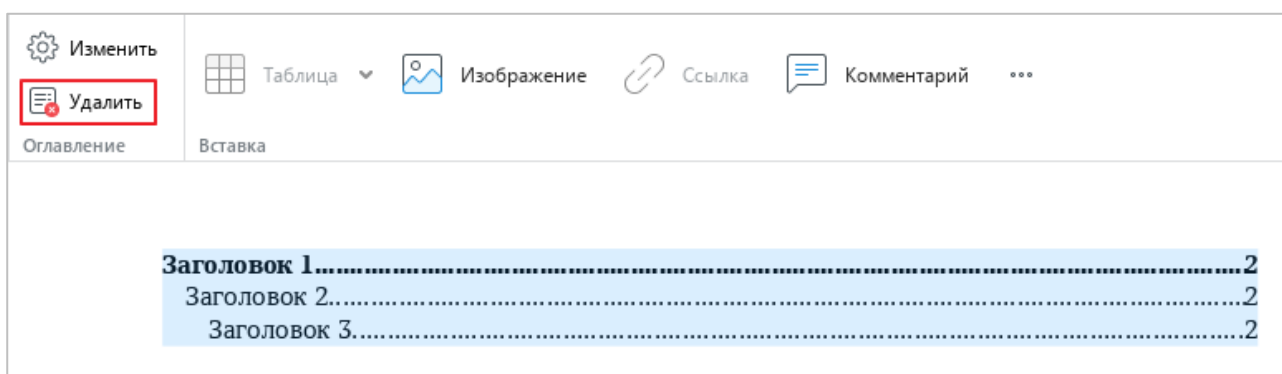 Изменить
Таблица Изображение Ссылка Комментарий
Удалить
Оглавление Вставка
Заголовок 1 2
Заголовок 2 2
Заголовок 3 2